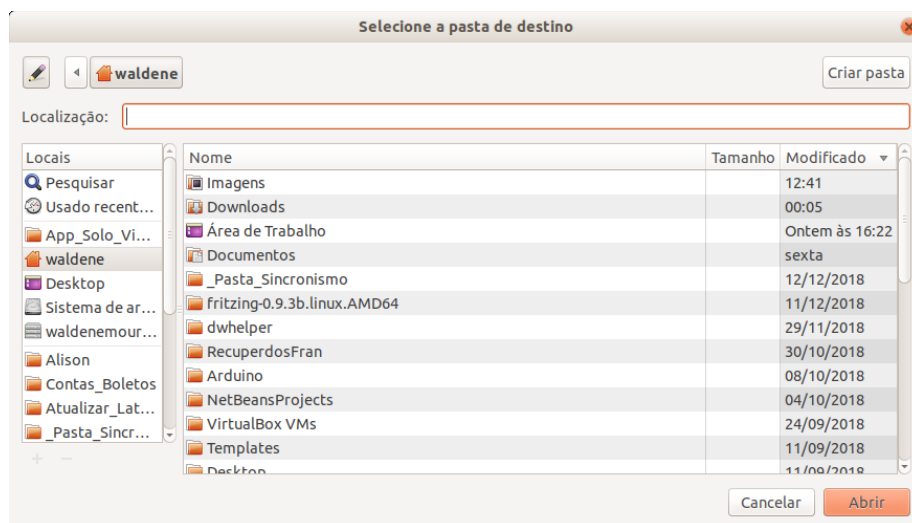 Selecione a pasta de destino
waldene
Criar pasta
Localização:
Locais
Pesquisar
Usado recent...
App_Solo_Vi...
waldene
Desktop
Sistema de ar...
waldenemour...
Alison
Contas_Boletos
Atualizar_Lat...
_Pasta_Sincr...
Nome Tamanho Modificado
Imagens 12:41
Downloads 00:05
Área de Trabalho Ontem às 16:22
Documentos sexta
_Pasta_Sincronismo 12/12/2018
fritzing-0.9.3b.linux.AMD64 11/12/2018
dwhelper 29/11/2018
RecuperdosFran 30/10/2018
Arduino 08/10/2018
NetBeansProjects 04/10/2018
VirtualBox VMs 24/09/2018
Templates 11/09/2018
Desktop 11/09/2018
Cancelar Abrir